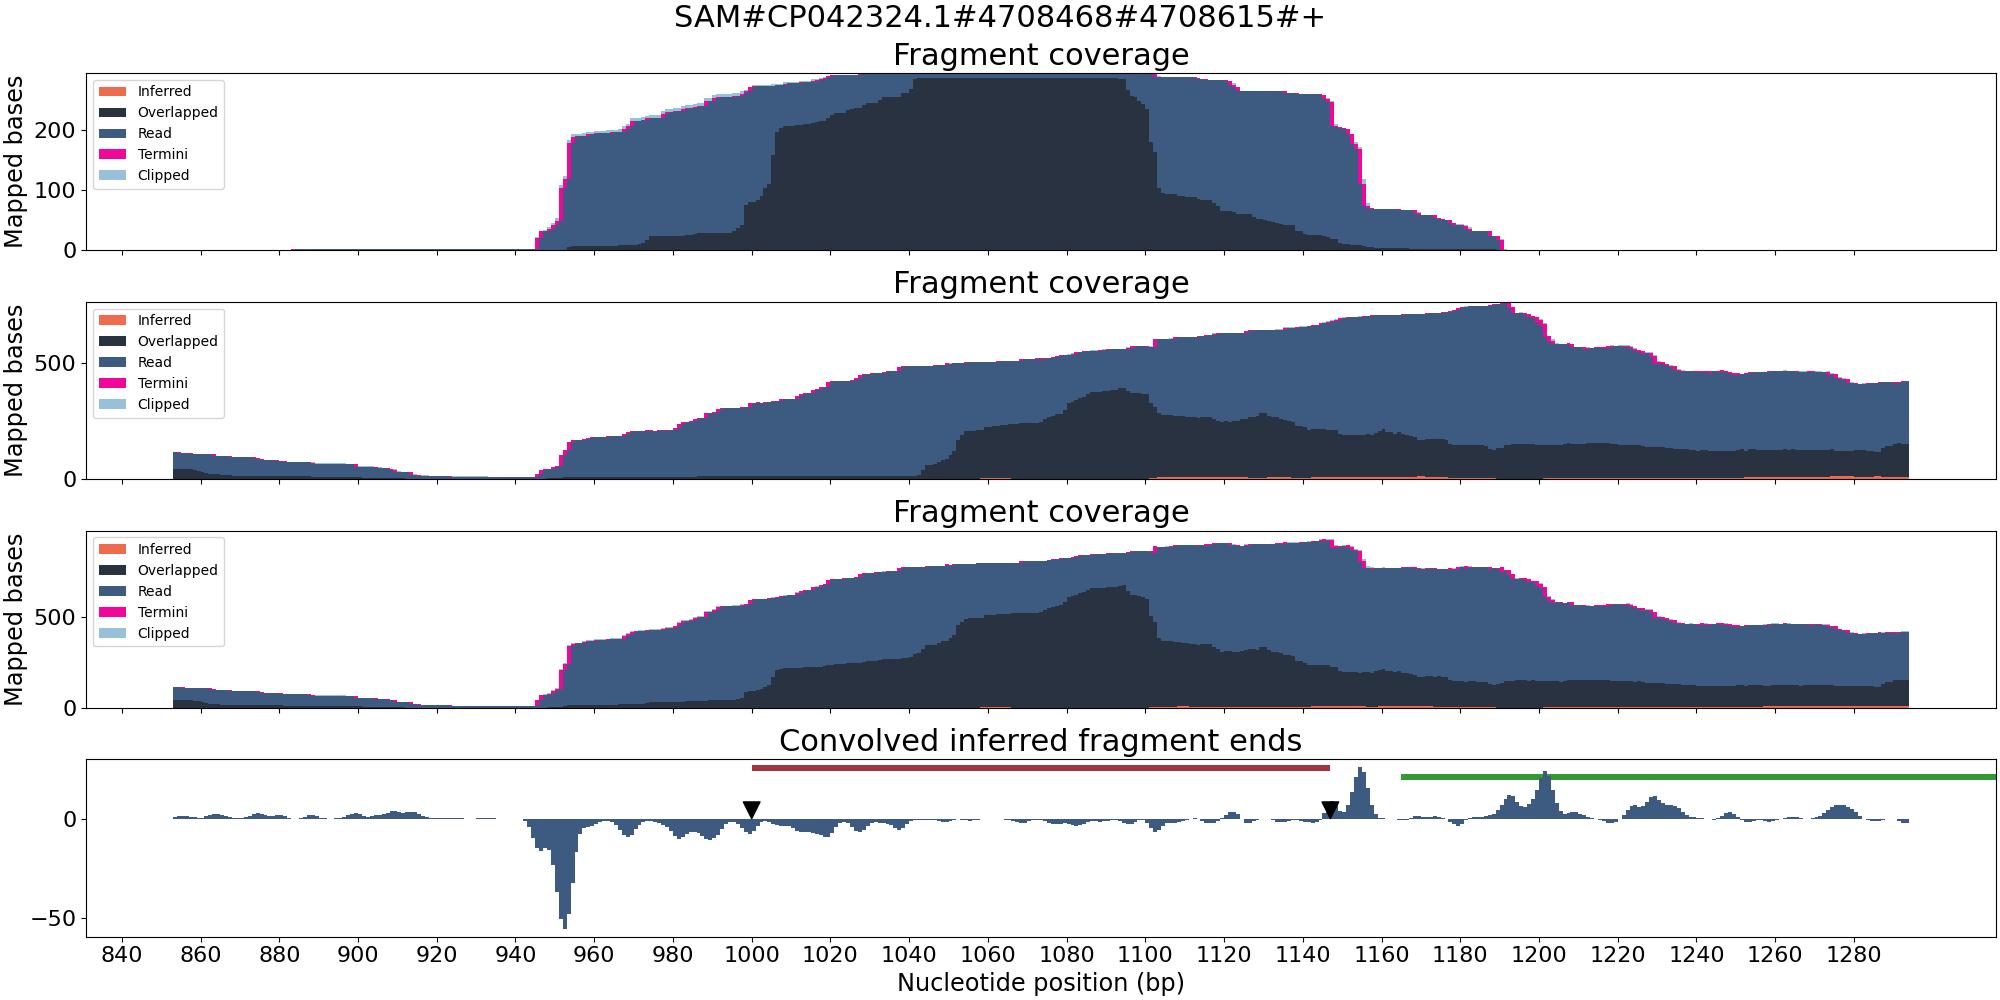 SAM#CP042324.1#4708468#4708615#+
Fragment coverage
Mapped bases
200
100
0
Inferred
Overlapped
Read
Termini
Clipped
Fragment coverage
Mapped bases
500
0
Inferred
Overlapped
Read
Termini
Clipped
Fragment coverage
Mapped bases
500
0
Inferred
Overlapped
Read
Termini
Clipped
Convolved inferred fragment ends
0
−50
840 860 880 900 920 940 960 980 1000 1020 1040 1060 1080 1100 1120 1140 1160 1180 1200 1220 1240 1260 1280
Nucleotide position (bp)